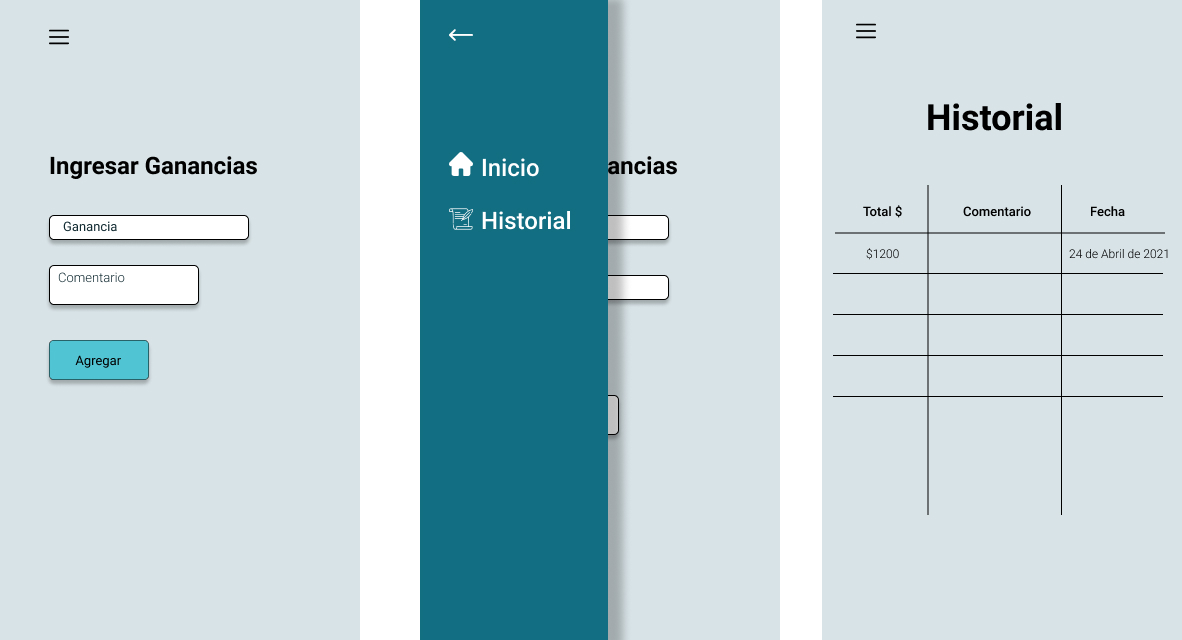 Ingresar Ganancias
Ganancia
Comentario
Agregar
Inicio
Historial
ancias
Historial
Total $ Comentario Fecha
$1200 24 de Abril de 2021